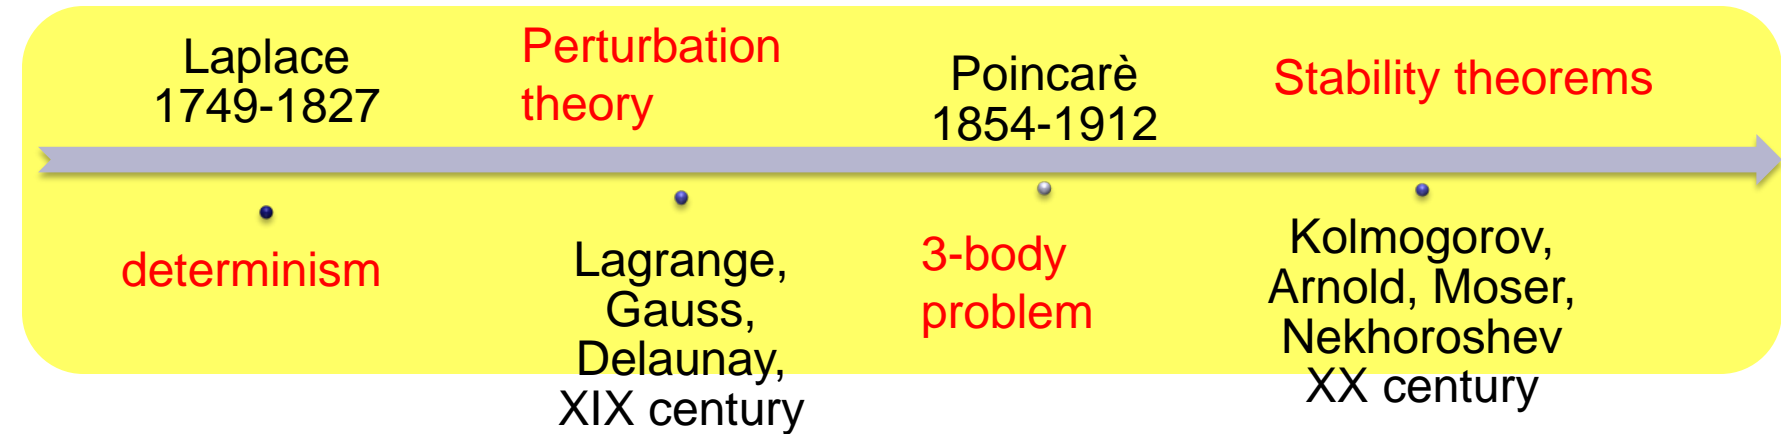 Laplace
1749-1827
determinism
Perturbation
theory
Lagrange,
Gauss,
Delaunay,
XIX century
Poincarè
1854-1912
3-body
problem
Stability theorems
Kolmogorov,
Arnold, Moser,
Nekhoroshev
XX century